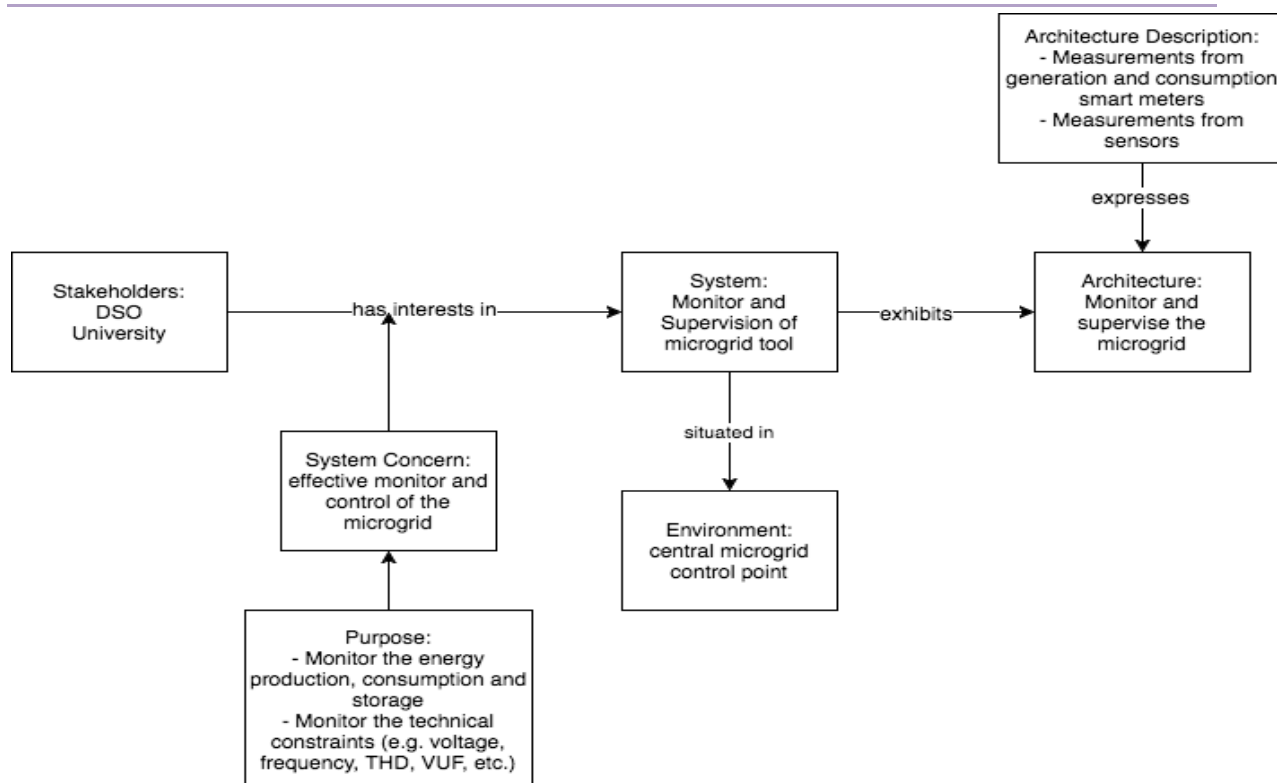 Architecture Description:
- Measurements from
generation and consumption
smart meters
- Measurements from
sensors
expresses
Stakeholders:
DSO
University
has interests in
System:
Monitor and
Supervision of
microgrid tool
exhibits
Architecture:
Monitor and
supervise the
microgrid
situated in
System Concern:
effective monitor and
control of the
microgrid
Environment:
central microgrid
control point
Purpose:
- Monitor the energy
production, consumption and
storage
- Monitor the technical
constraints (e.g. voltage,
frequency, THD, VUF, etc.)